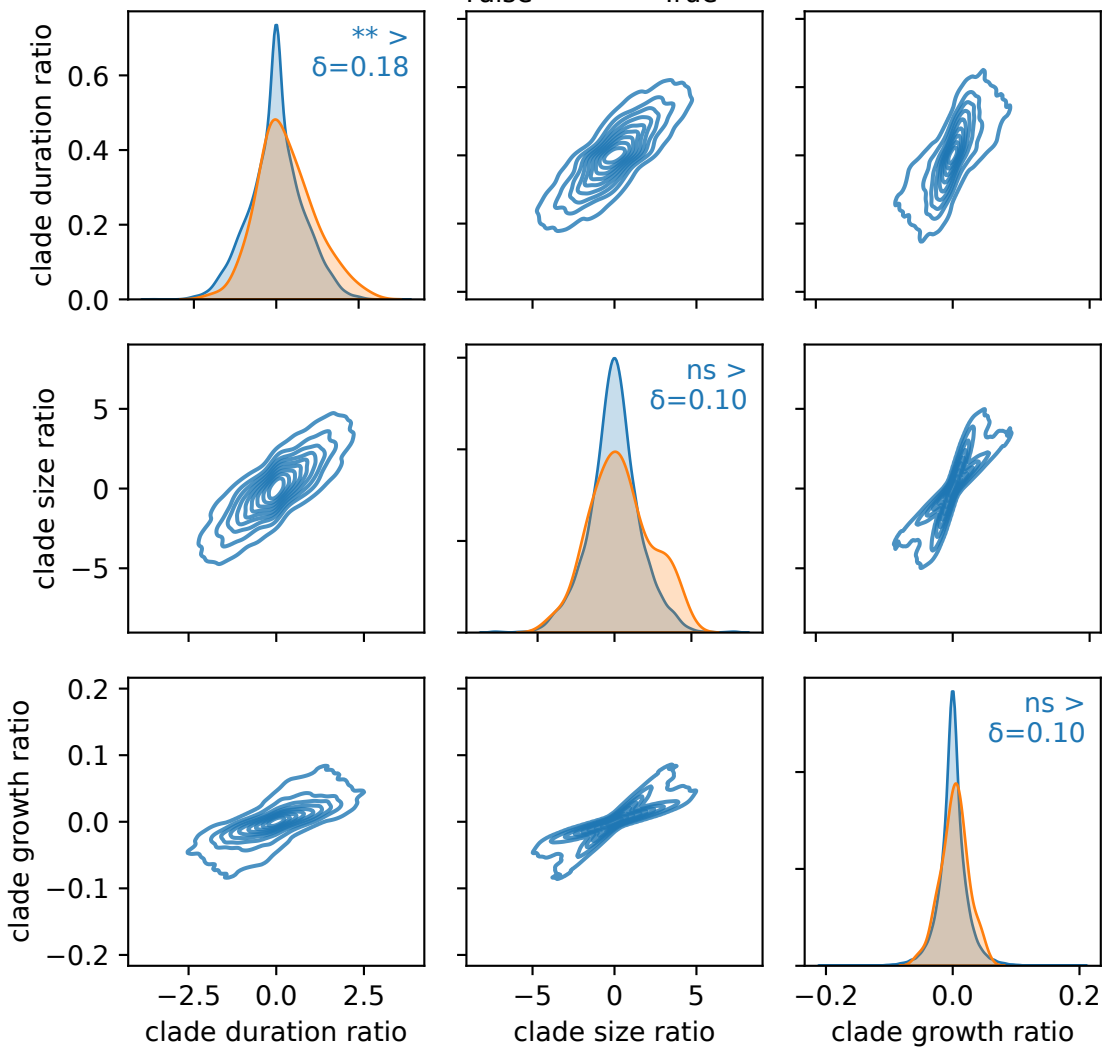 False True
clade duration ratio
0.6
0.4
0.2
0.0
** >
δ=0.18
clade size ratio
5
0
−5
ns >
δ=0.10
clade growth ratio
0.2
0.1
0.0
−0.1
−0.2
ns >
δ=0.10
−2.5 0.0 2.5
−5 0 5
−0.2 0.0 0.2
clade duration ratio
clade size ratio
clade growth ratio